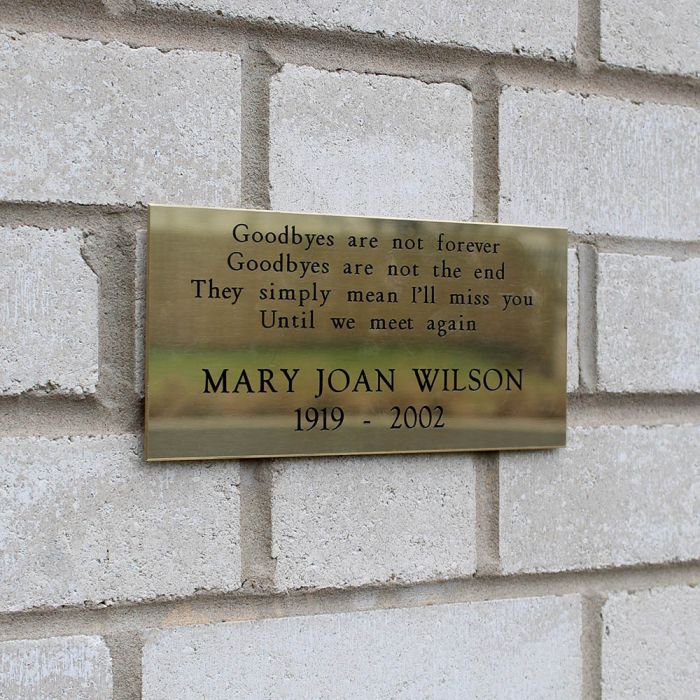 Goodbyes are not forever
Goodbyes are not the end
They simply mean I'll miss you
Until we meet again
MARY JOAN WILSON
1919 - 2002